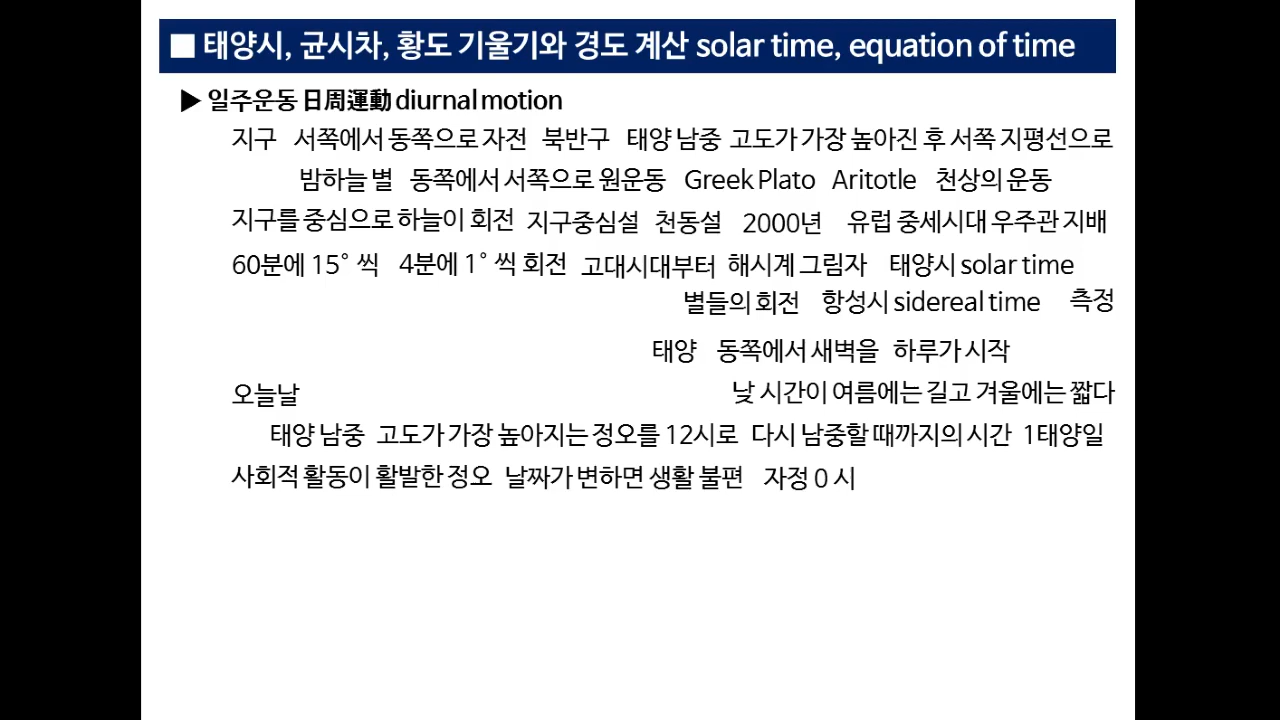 ■ 태양시, 균시차, 황도 기울기와 경도 계산 solar time, equation of time
▶ 일주운동 日周運動 diurnal motion
지구 서쪽에서 동쪽으로 자전 북반구 태양 남중 고도가 가장 높아진 후 서쪽 지평선으로
밤하늘 별 동쪽에서 서쪽으로 원운동 Greek Plato Aritotle 천상의 운동
지구를 중심으로 하늘이 회전 지구중심설 천동설 2000년 유럽 중세시대 우주관 지배
60분에 15° 씩 4분에 1° 씩 회전 고대시대부터 해시계 그림자 태양시 solar time
별들의 회전 항성시 sidereal time 측정
태양 동쪽에서 새벽을 하루가 시작
오늘날 낮 시간이 여름에는 길고 겨울에는 짧다
태양 남중 고도가 가장 높아지는 정오를 12시로 다시 남중할 때까지의 시간 1태양일
사회적 활동이 활발한 정오 날짜가 변하면 생활 불편 자정 0 시